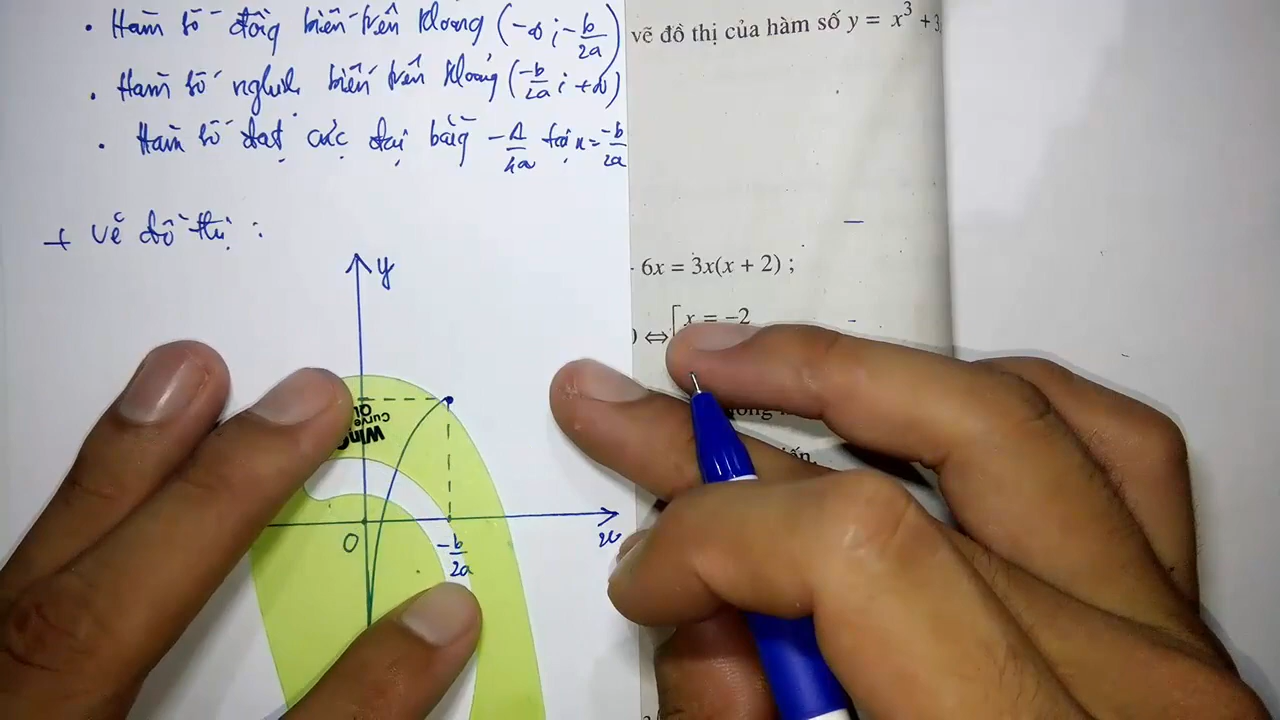 • Hàm số đồng biến trên khoảng (-∞; -b/2a)
• Hàm số nghịch biến trên khoảng (-b/2a; +∞)
• Hàm số đạt cực đại bằng -Δ/4a tại x = -b/2a
+ Vẽ đồ thị :
y
O
-b/2a
x
WinQ
Curve
vẽ đồ thị của hàm số y = x³ + 3
6x = 3x(x + 2) ;
⇔ [ x = -2